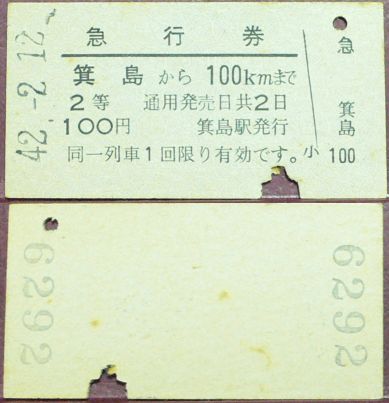 42.-2.12
急行券
箕島から100kmまで
2等 通用発売日共2日
100円 箕島駅発行
同一列車1回限り有効です。
小
急
箕
島
100
6292
6292